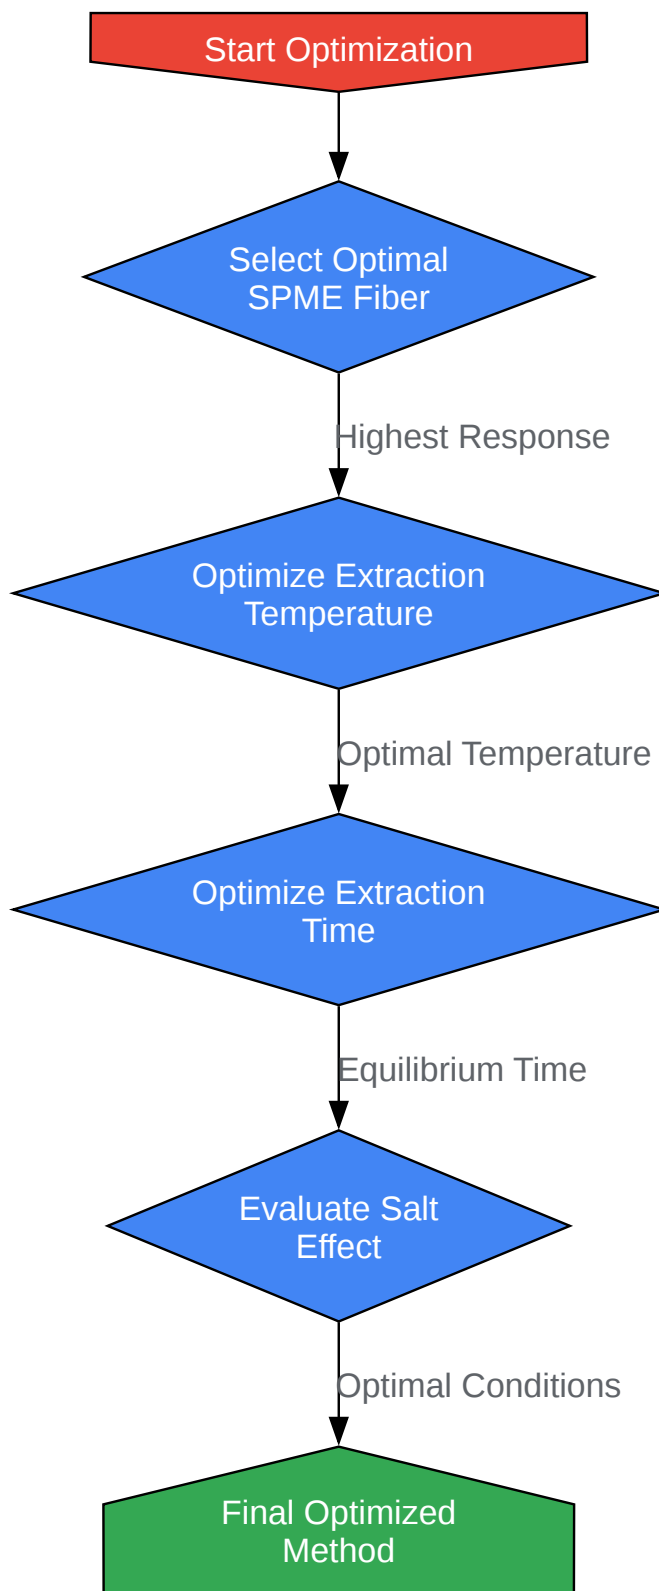 Start Optimization
Select Optimal
SPME Fiber
Highest Response
Optimize Extraction
Temperature
Optimal Temperature
Optimize Extraction
Time
Equilibrium Time
Evaluate Salt
Effect
Optimal Conditions
Final Optimized
Method